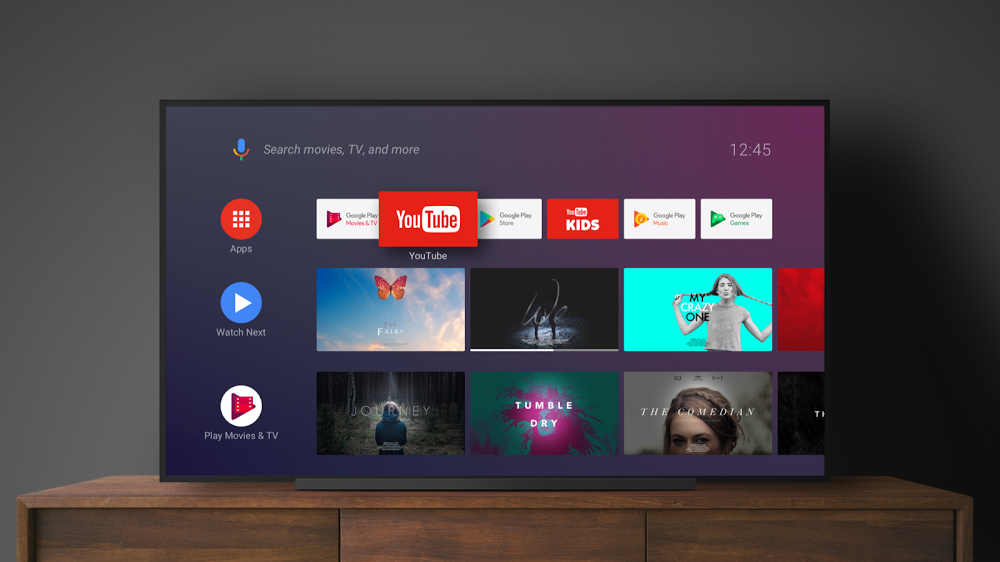 Search movies, TV, and more
12:45
Apps
Google Play
Movies & TV
YouTube
Google Play
Store
YouTube
KIDS
Google Play
Music
Google Play
Games
YouTube
Watch Next
FAIRY
We
MY
CRAZY
ONE
Play Movies & TV
JOURNEY
TUMBLE
DRY
THE COMEDIAN